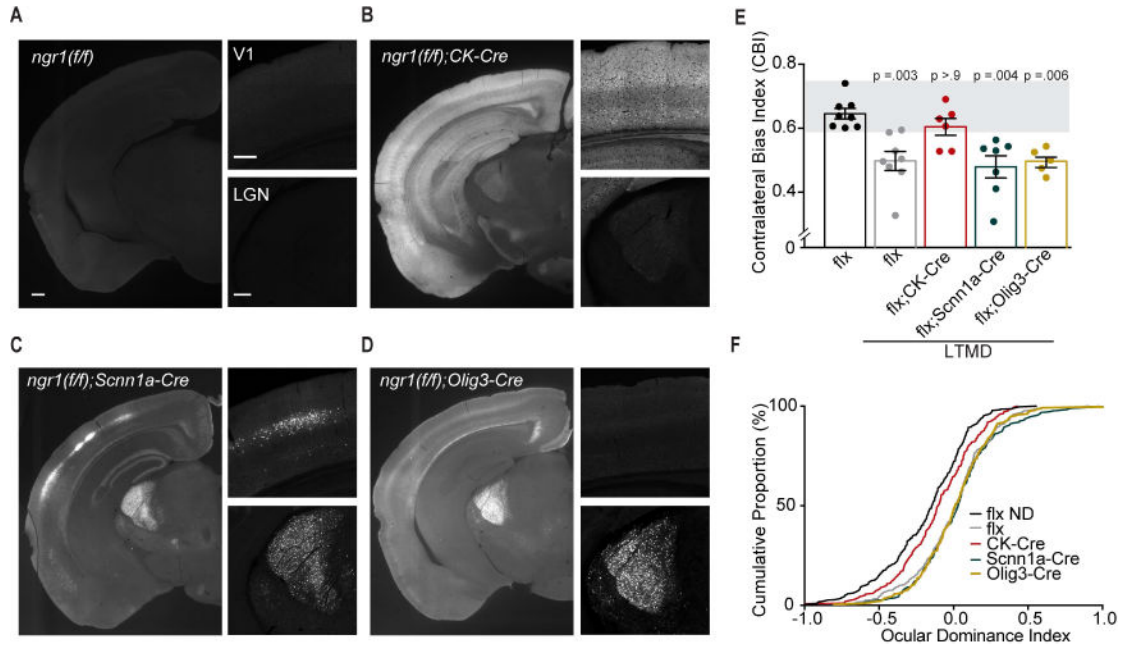 A
ngr1(f/f)
V1
LGN
B
ngr1(f/f);CK-Cre
C
ngr1(f/f);Scnn1a-Cre
D
ngr1(f/f);Olig3-Cre
E
Contralateral Bias Index (CBI)
0.8
0.6
0.4
0
p =.003 p >.9 p =.004 p =.006
flx
flx
flx;CK-Cre
flx;Scnn1a-Cre
flx;Olig3-Cre
LTMD
F
Cumulative Proportion (%)
100
50
0
flx ND
flx
CK-Cre
Scnn1a-Cre
Olig3-Cre
-1.0 -0.5 0.0 0.5 1.0
Ocular Dominance Index